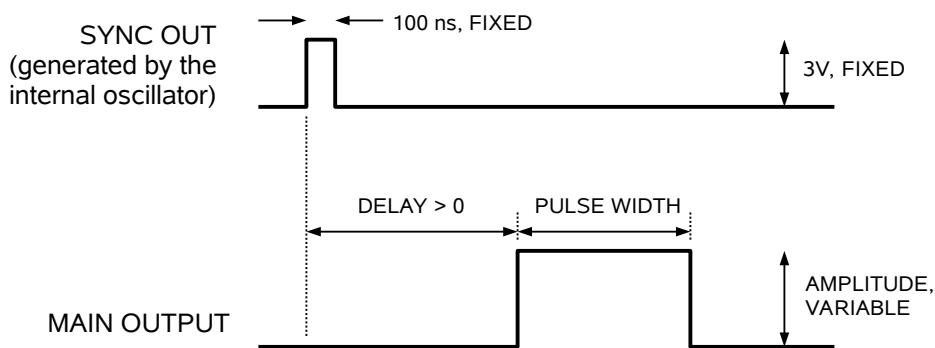 100 ns, FIXED
SYNC OUT
(generated by the
internal oscillator)
3V, FIXED
DELAY > 0
PULSE WIDTH
AMPLITUDE,
VARIABLE
MAIN OUTPUT